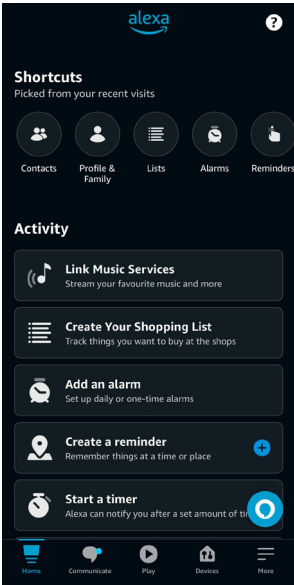 alexa
?
Shortcuts
Picked from your recent visits
Contacts
Profile &
Family
Lists
Alarms
Reminders
Activity
Link Music Services
Stream your favourite music and more
Create Your Shopping List
Track things you want to buy at the shops
Add an alarm
Set up daily or one-time alarms
Create a reminder
Remember things at a time or place
Start a timer
Alexa can notify you after a set amount of
Home
Communicate
Play
Devices
More